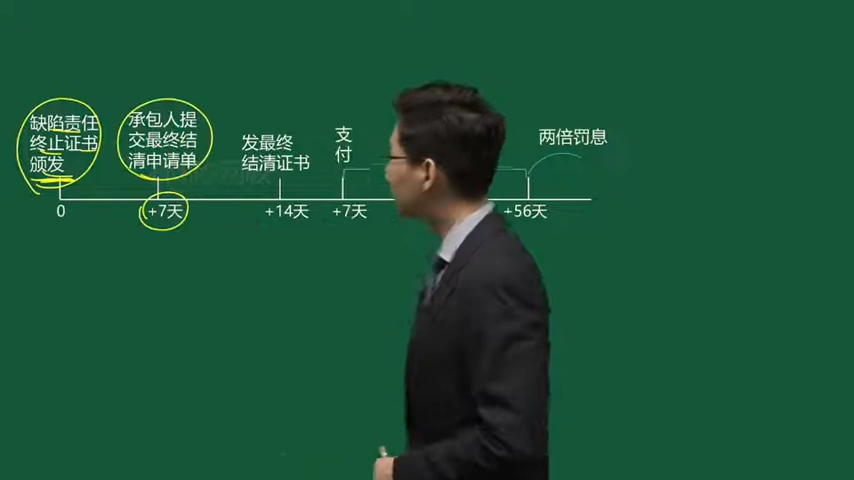 缺陷责任
终止证书
颁发
承包人提
交最终结
清申请单
发最终
结清证书
支
付
两倍罚息
0
+7天
+14天
+7天
+56天